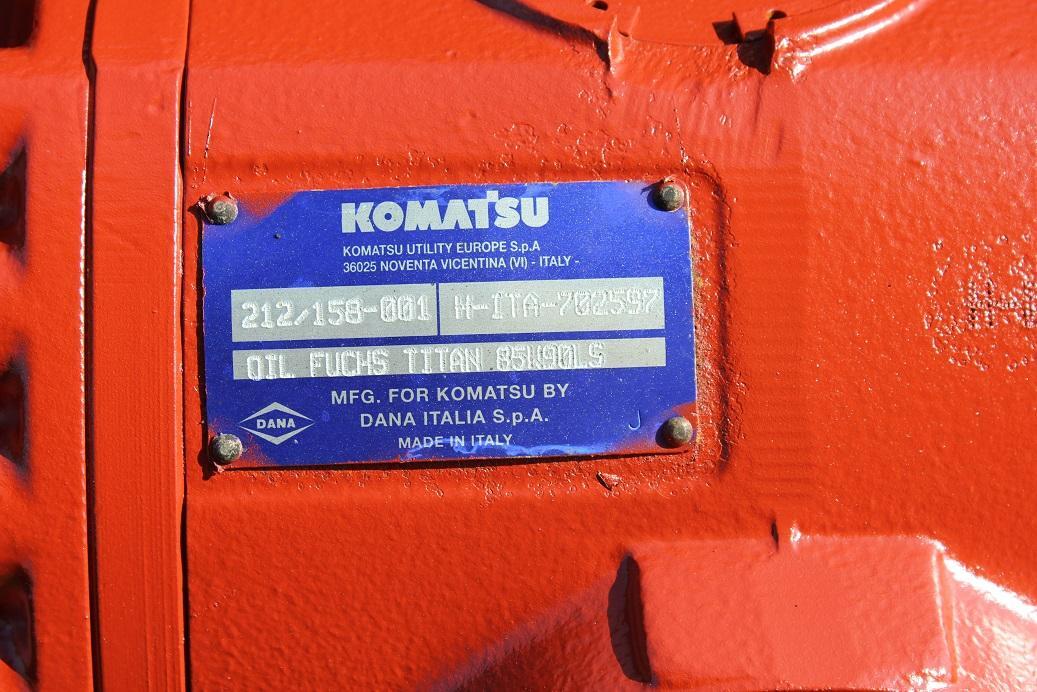 KOMATSU
KOMATSU UTILITY EUROPE S.p.A
36025 NOVENTA VICENTINA (VI) - ITALY -
212/158-001 W-ITA-702597
OIL FUCHS TITAN 85W90LS
MFG. FOR KOMATSU BY
DANA ITALIA S.p.A.
DANA
MADE IN ITALY
J